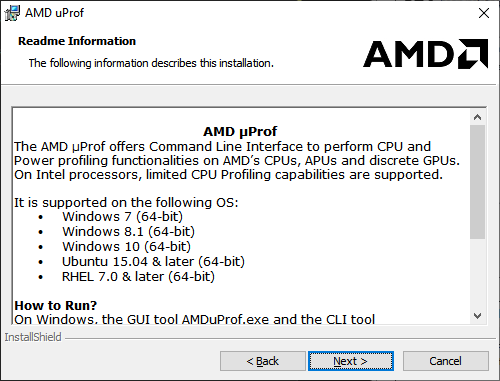 AMD uProf
Readme Information
The following information describes this installation.
AMD
AMD µProf
The AMD µProf offers Command Line Interface to perform CPU and
Power profiling functionalities on AMD's CPUs, APUs and discrete GPUs.
On Intel processors, limited CPU Profiling capabilities are supported.
It is supported on the following OS:
• Windows 7 (64-bit)
• Windows 8.1 (64-bit)
• Windows 10 (64-bit)
• Ubuntu 15.04 & later (64-bit)
• RHEL 7.0 & later (64-bit)
How to Run?
On Windows, the GUI tool AMDuProf.exe and the CLI tool
InstallShield
< Back
Next >
Cancel